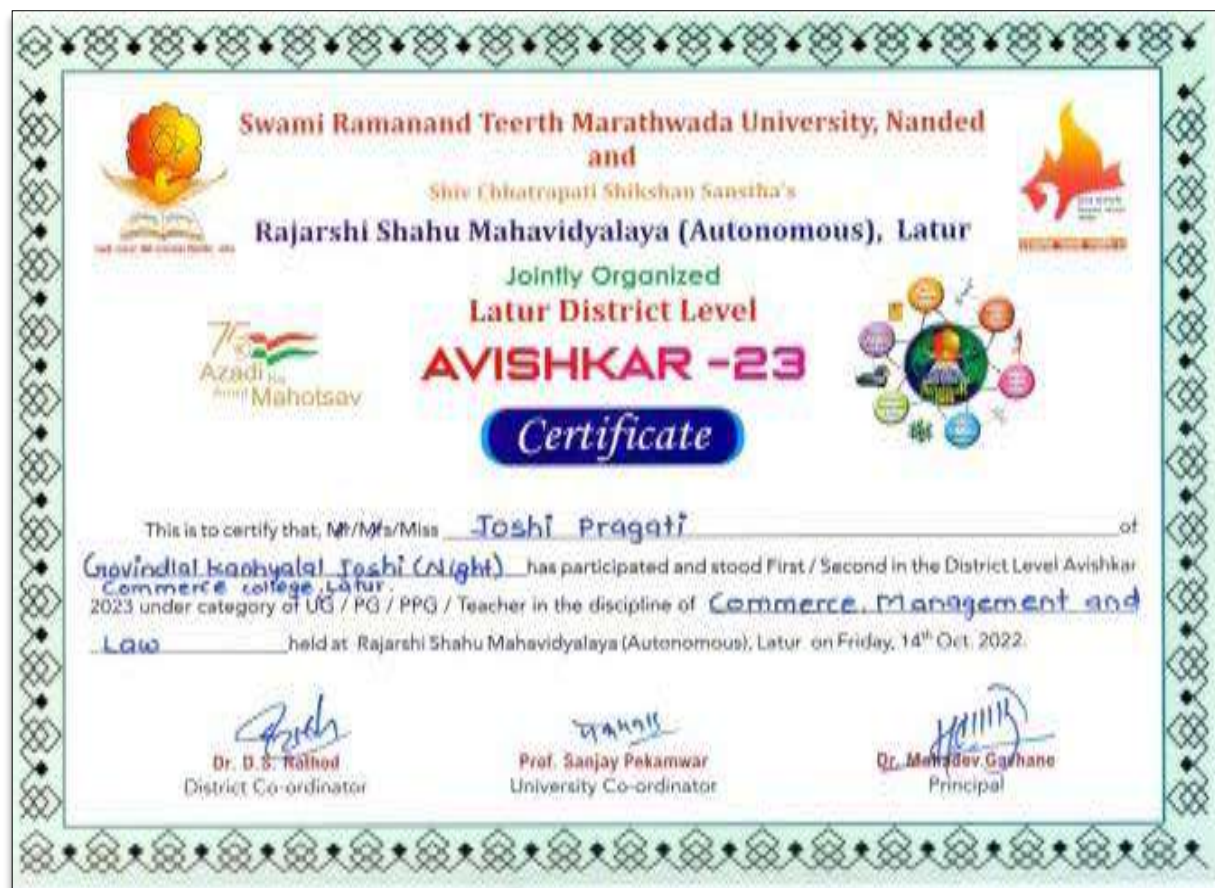 Swami Ramanand Teerth Marathwada University, Nanded
and
Shiv Chhatrapati Shikshan Sanstha's
Rajarshi Shahu Mahavidyalaya (Autonomous), Latur
Jointly Organized
Latur District Level
AVISHKAR -23
75
Azadi Ka
Amrit Mahotsav
Certificate
This is to certify that, Mr/Mrs/Miss Joshi Pragati of
Govindlal Kanhyalal Joshi (Night) has participated and stood First / Second in the District Level Avishkar
Commerce college, Latur.
2023 under category of UG / PG / PPG / Teacher in the discipline of Commerce, Management and
Law held at Rajarshi Shahu Mahavidyalaya (Autonomous), Latur on Friday, 14th Oct. 2022.
Dr. D.S. Rathod
District Co-ordinator
Prof. Sanjay Pekamwar
University Co-ordinator
Dr. Mahadev Gavhane
Principal